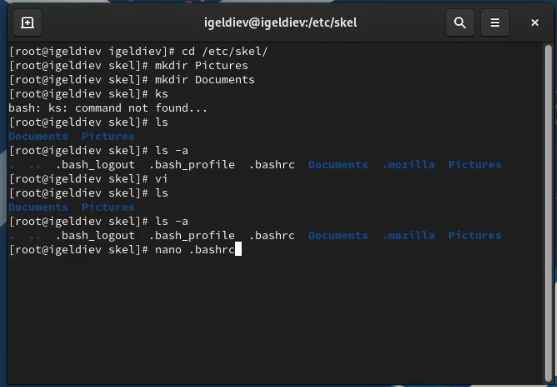 igeldiev@igeldiev:/etc/skel
[root@igeldiev igeldiev]# cd /etc/skel/
[root@igeldiev skel]# mkdir Pictures
[root@igeldiev skel]# mkdir Documents
[root@igeldiev skel]# ks
bash: ks: command not found...
[root@igeldiev skel]# ls
Documents Pictures
[root@igeldiev skel]# ls -a
. .. .bash_logout .bash_profile .bashrc Documents .mozilla Pictures
[root@igeldiev skel]# vi
[root@igeldiev skel]# ls
Documents Pictures
[root@igeldiev skel]# ls -a
. .. .bash_logout .bash_profile .bashrc Documents .mozilla Pictures
[root@igeldiev skel]# nano .bashrc